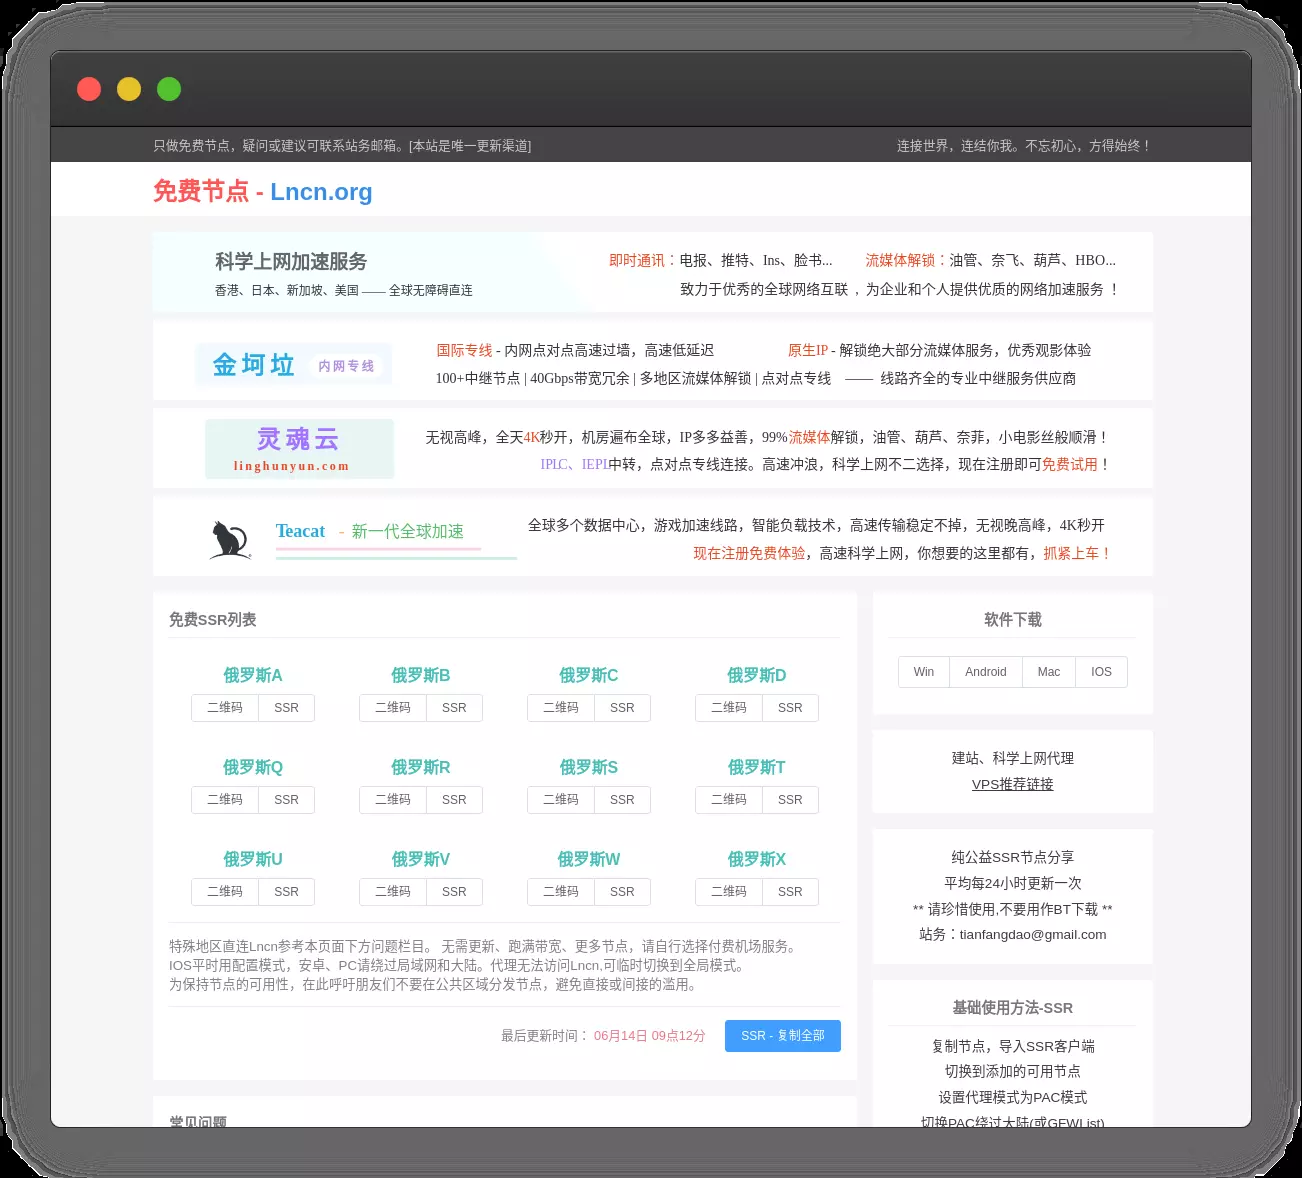 只做免费节点，疑问或建议可联系站务邮箱。[本站是唯一更新渠道]
连接世界，连结你我。不忘初心，方得始终！
免费节点 - Lncn.org
科学上网加速服务
香港、日本、新加坡、美国 —— 全球无障碍直连
即时通讯：电报、推特、Ins、脸书...
流媒体解锁：油管、奈飞、葫芦、HBO...
致力于优秀的全球网络互联 ，为企业和个人提供优质的网络加速服务 ！
金坷垃 内网专线
国际专线 - 内网点对点高速过墙，高速低延迟
原生IP - 解锁绝大部分流媒体服务，优秀观影体验
100+中继节点 | 40Gbps带宽冗余 | 多地区流媒体解锁 | 点对点专线 —— 线路齐全的专业中继服务供应商
灵魂云
linghunyun.com
无视高峰，全天4K秒开，机房遍布全球，IP多多益善，99%流媒体解锁，油管、葫芦、奈菲，小电影丝般顺滑！
IPLC、IEPL中转，点对点专线连接。高速冲浪，科学上网不二选择，现在注册即可免费试用！
Teacat - 新一代全球加速
全球多个数据中心，游戏加速线路，智能负载技术，高速传输稳定不掉，无视晚高峰，4K秒开
现在注册免费体验，高速科学上网，你想要的这里都有，抓紧上车！
免费SSR列表
俄罗斯A 俄罗斯B 俄罗斯C 俄罗斯D
二维码 SSR 二维码 SSR 二维码 SSR 二维码 SSR
俄罗斯Q 俄罗斯R 俄罗斯S 俄罗斯T
二维码 SSR 二维码 SSR 二维码 SSR 二维码 SSR
俄罗斯U 俄罗斯V 俄罗斯W 俄罗斯X
二维码 SSR 二维码 SSR 二维码 SSR 二维码 SSR
特殊地区直连Lncn参考本页面下方问题栏目。 无需更新、跑满带宽、更多节点，请自行选择付费机场服务。
IOS平时用配置模式，安卓、PC请绕过局域网和大陆。代理无法访问Lncn,可临时切换到全局模式。
为保持节点的可用性，在此呼吁朋友们不要在公共区域分发节点，避免直接或间接的滥用。
最后更新时间： 06月14日 09点12分
SSR - 复制全部
常见问题
软件下载
Win Android Mac IOS
建站、科学上网代理
VPS推荐链接
纯公益SSR节点分享
平均每24小时更新一次
** 请珍惜使用,不要用作BT下载 **
站务：tianfangdao@gmail.com
基础使用方法-SSR
复制节点，导入SSR客户端
切换到添加的可用节点
设置代理模式为PAC模式
切换PAC绕过大陆(或GFWList)